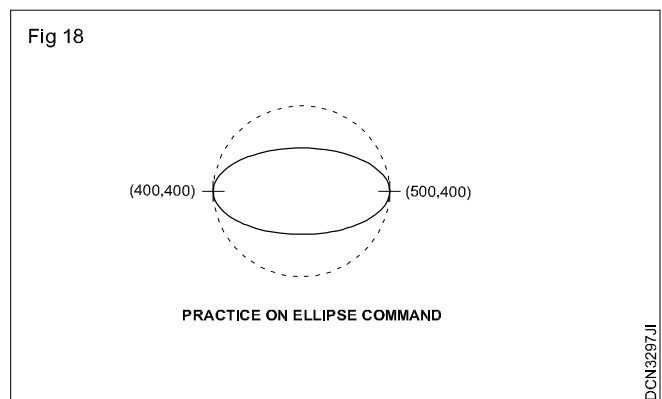 Fig 18
(400,400)
(500,400)
PRACTICE ON ELLIPSE COMMAND
DCN3297JI